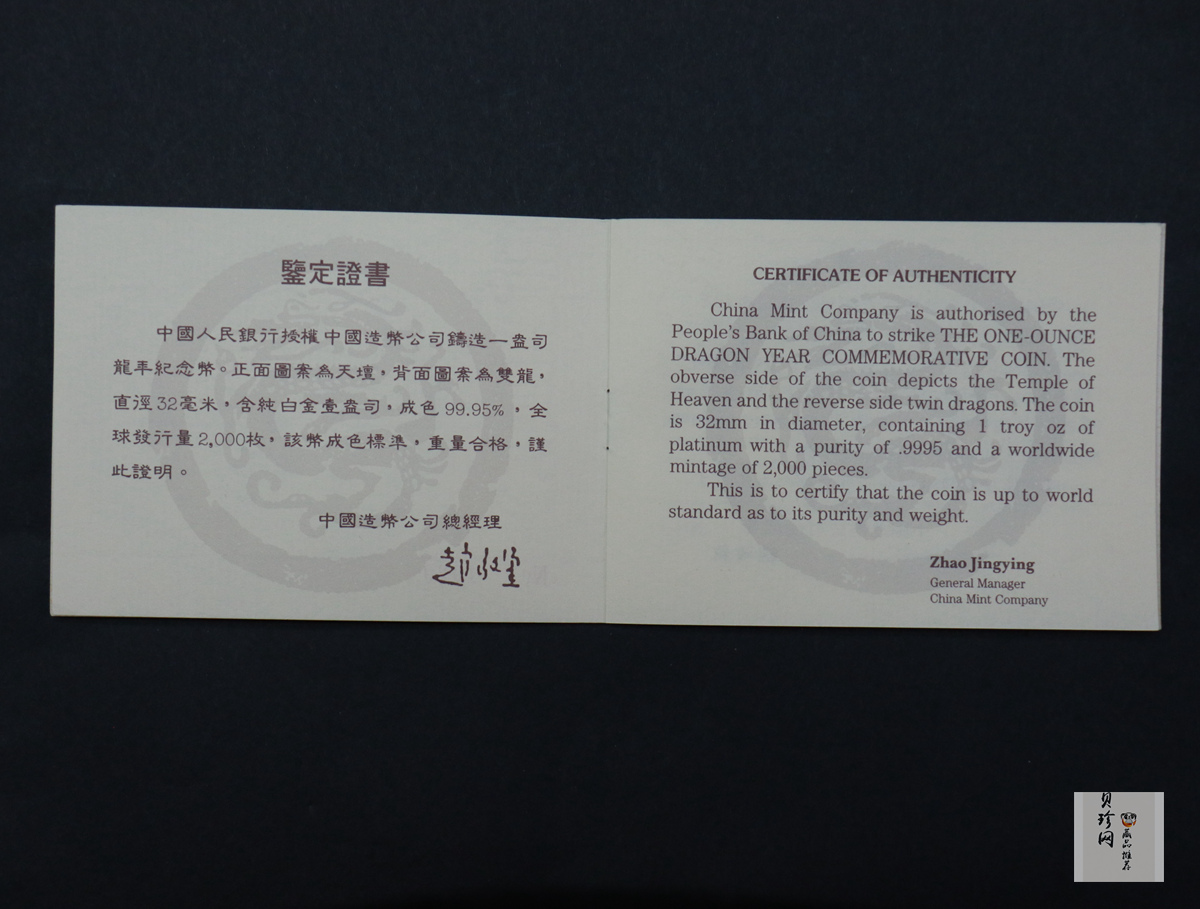 鑒定證書
中國人民銀行授權中國造幣公司鑄造一盎司
龍年紀念幣。正面圖案為天壇，背面圖案為雙龍，
直徑32毫米，含純白金壹盎司，成色99.95%，全
球發行量2,000枚，該幣成色標準，重量合格，謹
此證明。
中國造幣公司總經理
CERTIFICATE OF AUTHENTICITY
China Mint Company is authorised by the
People's Bank of China to strike THE ONE-OUNCE
DRAGON YEAR COMMEMORATIVE COIN. The
obverse side of the coin depicts the Temple of
Heaven and the reverse side twin dragons. The coin
is 32mm in diameter, containing 1 troy oz of
platinum with a purity of .9995 and a worldwide
mintage of 2,000 pieces.
This is to certify that the coin is up to world
standard as to its purity and weight.
Zhao Jingying
General Manager
China Mint Company
贝珍网
藏品推荐